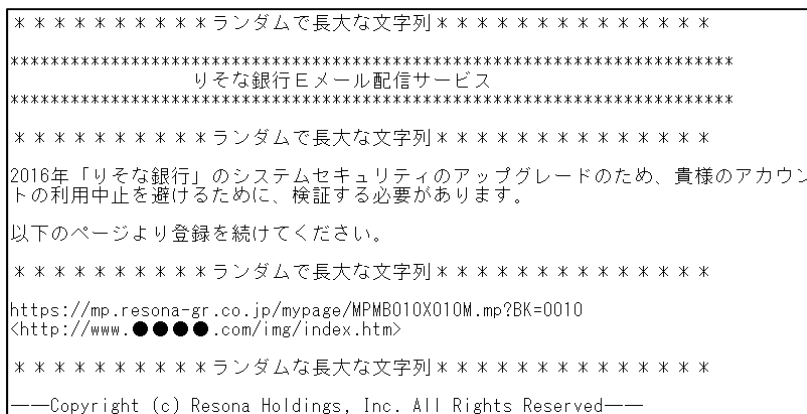 ＊＊＊＊＊＊＊＊＊＊ランダムで長大な文字列＊＊＊＊＊＊＊＊＊＊＊＊＊＊
************************************************************************
りそな銀行Ｅメール配信サービス
************************************************************************
＊＊＊＊＊＊＊＊＊＊ランダムで長大な文字列＊＊＊＊＊＊＊＊＊＊＊＊＊＊
2016年「りそな銀行」のシステムセキュリティのアップグレードのため、貴様のアカウン
トの利用中止を避けるために、検証する必要があります。
以下のページより登録を続けてください。
＊＊＊＊＊＊＊＊＊＊ランダムで長大な文字列＊＊＊＊＊＊＊＊＊＊＊＊＊＊
https://mp.resona-gr.co.jp/mypage/MPMB010X010M.mp?BK=0010
<http://www.●●●●.com/img/index.htm>
＊＊＊＊＊＊＊＊＊＊ランダムな長大な文字列＊＊＊＊＊＊＊＊＊＊＊＊＊＊
――Copyright (c) Resona Holdings, Inc. All Rights Reserved――